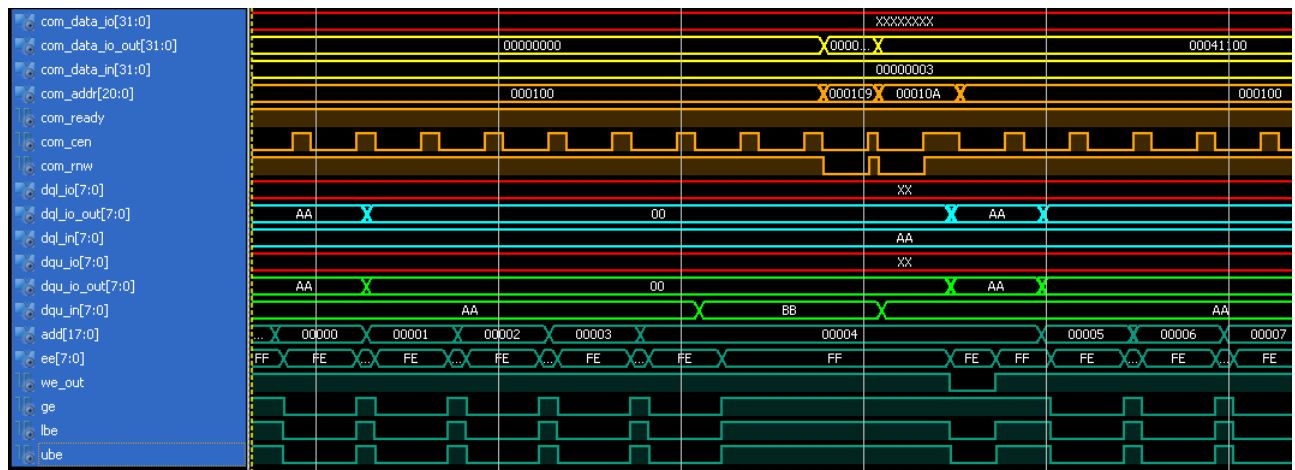 com_data_io[31:0] XXXXXXXX
com_data_io_out[31:0] 00000000 0000... 00041100
com_data_in[31:0] 00000003
com_addr[20:0] 000100 000109 00010A 000100
com_ready
com_cen
com_rnw
dql_io[7:0] XX
dql_io_out[7:0] AA 00 AA
dql_in[7:0] AA
dqu_io[7:0] XX
dqu_io_out[7:0] AA 00 AA
dqu_in[7:0] AA BB AA
add[17:0] ... 00000 00001 00002 00003 00004 00005 00006 00007
ee[7:0] FF FE ... FE ... FE ... FE ... FE FF FE FF FE ... FE ... FE
we_out
ge
lbe
ube